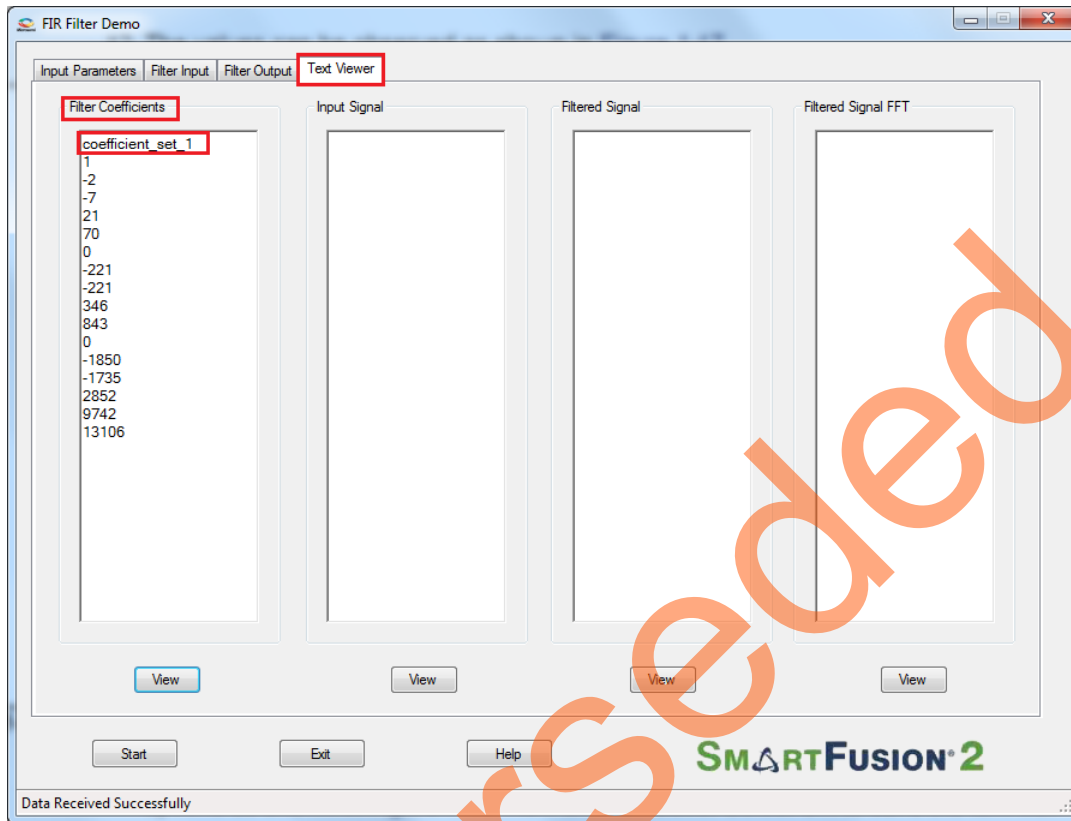 FIR Filter Demo
Input Parameters
Filter Input
Filter Output
Text Viewer
Filter Coefficients
coefficient_set_1
1
-2
-7
21
70
0
-221
-221
346
843
0
-1850
-1735
2852
9742
13106
View
Input Signal
View
Filtered Signal
View
Filtered Signal FFT
View
Start
Exit
Help
SMARTFUSION® 2
Data Received Successfully
rseded